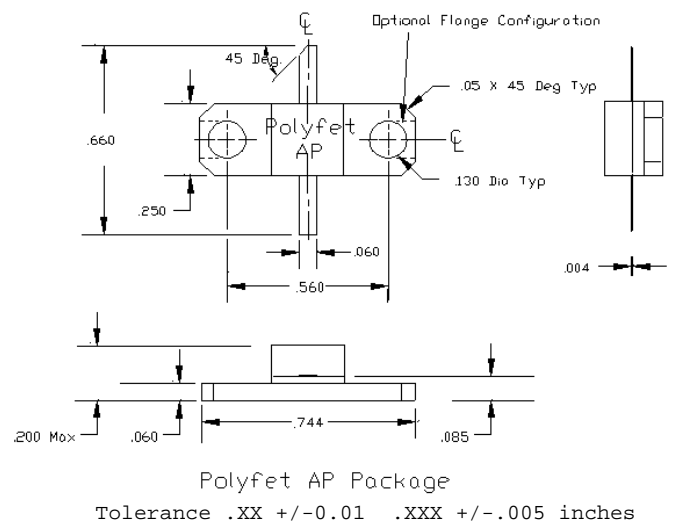 ℄
Optional Flange Configuration
45 Deg.
.05 X 45 Deg Typ
.660
Polyfet
AP
℄
.130 Dia Typ
.250
.060
.004
.560
.200 Max
.060
.744
.085
Polyfet AP Package
Tolerance .XX +/-0.01 .XXX +/-.005 inches